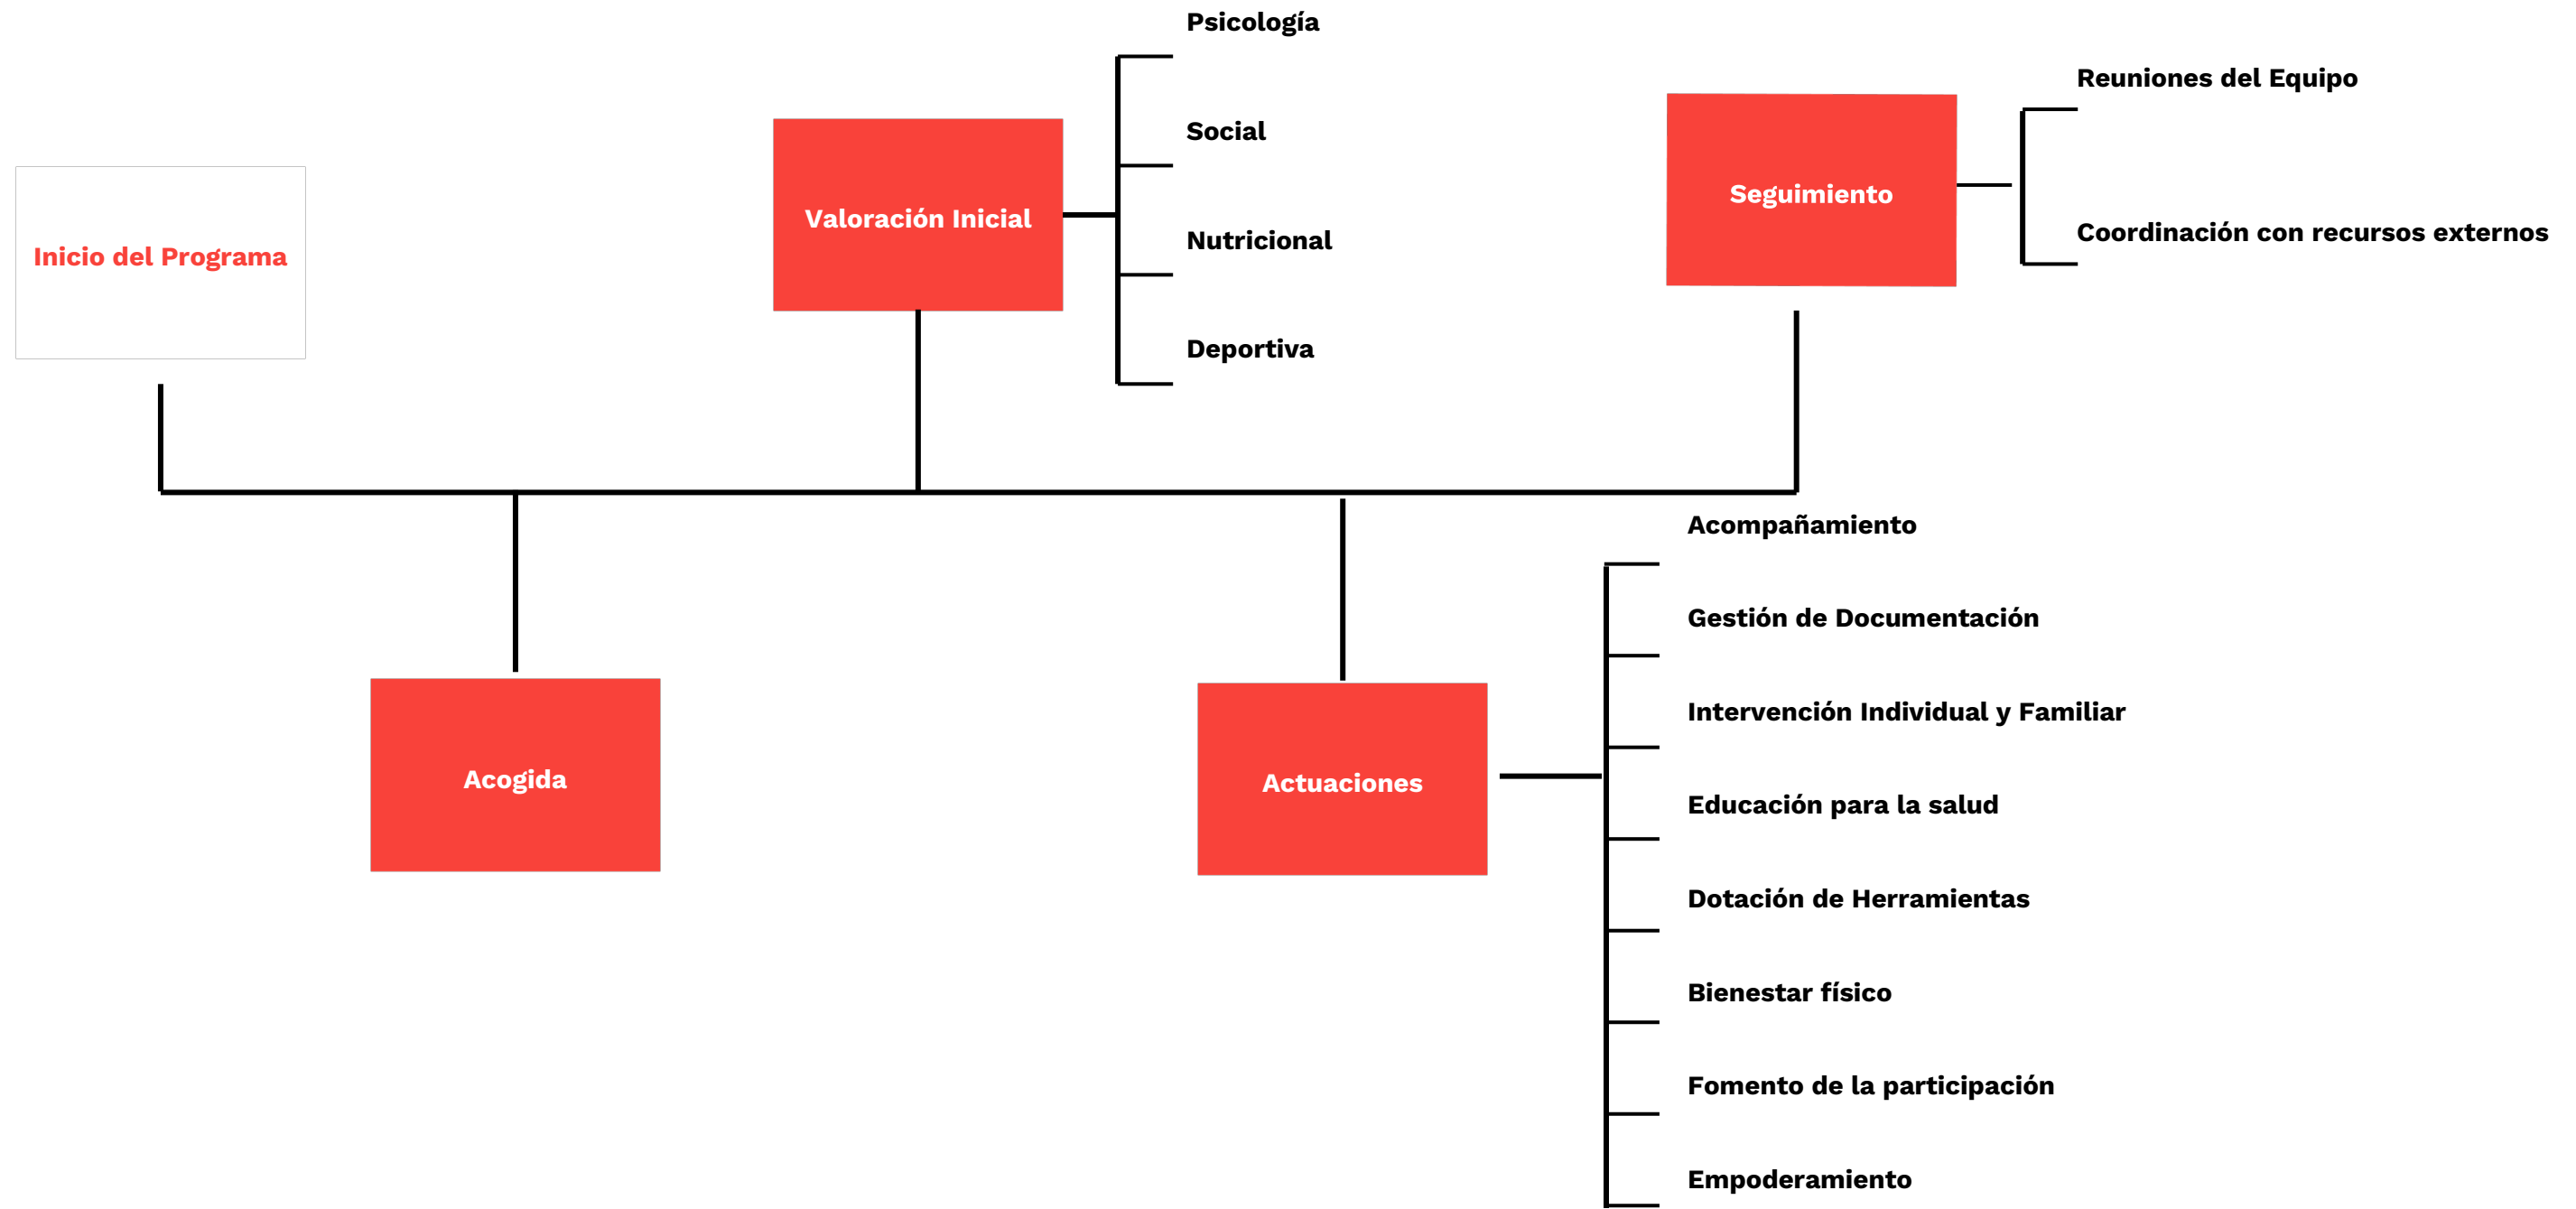 Inicio del Programa
Acogida
Valoración Inicial
Psicología
Social
Nutricional
Deportiva
Actuaciones
Acompañamiento
Gestión de Documentación
Intervención Individual y Familiar
Educación para la salud
Dotación de Herramientas
Bienestar físico
Fomento de la participación
Empoderamiento
Seguimiento
Reuniones del Equipo
Coordinación con recursos externos